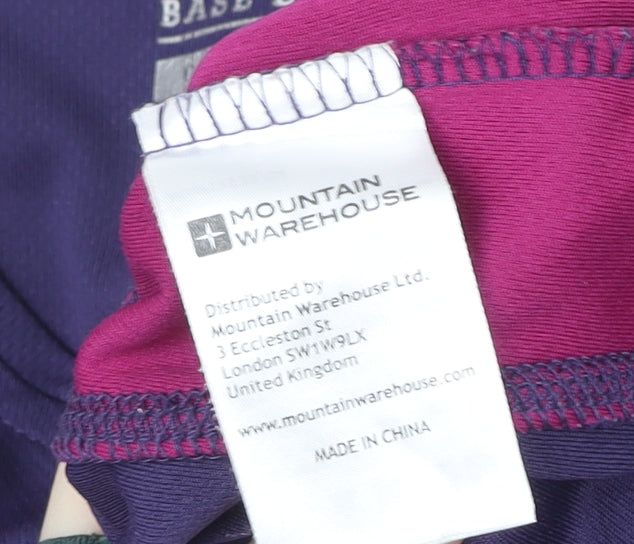 BASE
MOUNTAIN
WAREHOUSE
Distributed by
Mountain Warehouse Ltd.
3 Eccleston St
London SW1W9LX
United Kingdom
www.mountainwarehouse.com
MADE IN CHINA